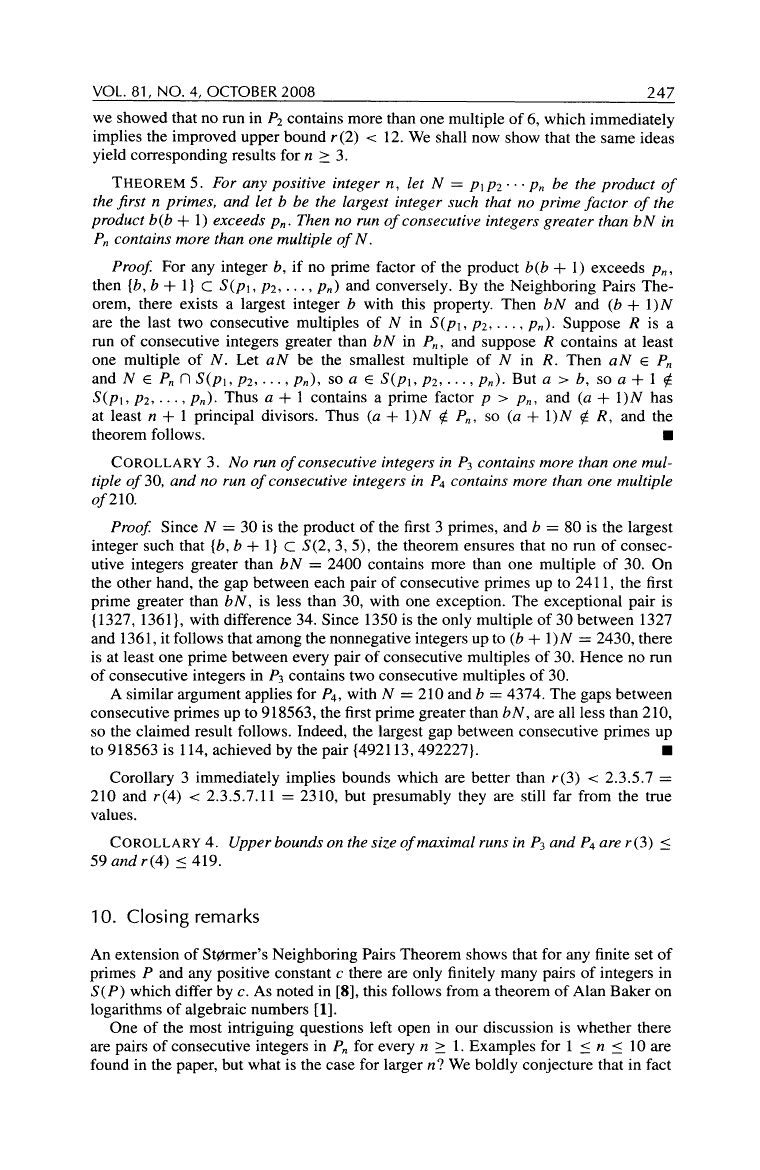 VOL. 81, NO. 4, OCTOBER 2008 247
we showed that no run in P₂ contains more than one multiple of 6, which immediately
implies the improved upper bound r(2) < 12. We shall now show that the same ideas
yield corresponding results for n ≥ 3.
THEOREM 5. For any positive integer n, let N = p₁p₂ ··· pₙ be the product of
the first n primes, and let b be the largest integer such that no prime factor of the
product b(b + 1) exceeds pₙ. Then no run of consecutive integers greater than bN in
Pₙ contains more than one multiple of N.
Proof. For any integer b, if no prime factor of the product b(b + 1) exceeds pₙ,
then {b, b + 1} ⊂ S(p₁, p₂, ..., pₙ) and conversely. By the Neighboring Pairs The-
orem, there exists a largest integer b with this property. Then bN and (b + 1)N
are the last two consecutive multiples of N in S(p₁, p₂, ..., pₙ). Suppose R is a
run of consecutive integers greater than bN in Pₙ, and suppose R contains at least
one multiple of N. Let aN be the smallest multiple of N in R. Then aN ∈ Pₙ
and N ∈ Pₙ ∩ S(p₁, p₂, ..., pₙ), so a ∈ S(p₁, p₂, ..., pₙ). But a > b, so a + 1 ∉
S(p₁, p₂, ..., pₙ). Thus a + 1 contains a prime factor p > pₙ, and (a + 1)N has
at least n + 1 principal divisors. Thus (a + 1)N ∉ Pₙ, so (a + 1)N ∉ R, and the
theorem follows. ■
COROLLARY 3. No run of consecutive integers in P₃ contains more than one mul-
tiple of 30, and no run of consecutive integers in P₄ contains more than one multiple
of 210.
Proof. Since N = 30 is the product of the first 3 primes, and b = 80 is the largest
integer such that {b, b + 1} ⊂ S(2, 3, 5), the theorem ensures that no run of consec-
utive integers greater than bN = 2400 contains more than one multiple of 30. On
the other hand, the gap between each pair of consecutive primes up to 2411, the first
prime greater than bN, is less than 30, with one exception. The exceptional pair is
{1327, 1361}, with difference 34. Since 1350 is the only multiple of 30 between 1327
and 1361, it follows that among the nonnegative integers up to (b + 1)N = 2430, there
is at least one prime between every pair of consecutive multiples of 30. Hence no run
of consecutive integers in P₃ contains two consecutive multiples of 30.
A similar argument applies for P₄, with N = 210 and b = 4374. The gaps between
consecutive primes up to 918563, the first prime greater than bN, are all less than 210,
so the claimed result follows. Indeed, the largest gap between consecutive primes up
to 918563 is 114, achieved by the pair {492113, 492227}. ■
Corollary 3 immediately implies bounds which are better than r(3) < 2.3.5.7 =
210 and r(4) < 2.3.5.7.11 = 2310, but presumably they are still far from the true
values.
COROLLARY 4. Upper bounds on the size of maximal runs in P₃ and P₄ are r(3) ≤
59 and r(4) ≤ 419.
10. Closing remarks
An extension of Størmer's Neighboring Pairs Theorem shows that for any finite set of
primes P and any positive constant c there are only finitely many pairs of integers in
S(P) which differ by c. As noted in [8], this follows from a theorem of Alan Baker on
logarithms of algebraic numbers [1].
One of the most intriguing questions left open in our discussion is whether there
are pairs of consecutive integers in Pₙ for every n ≥ 1. Examples for 1 ≤ n ≤ 10 are
found in the paper, but what is the case for larger n? We boldly conjecture that in fact